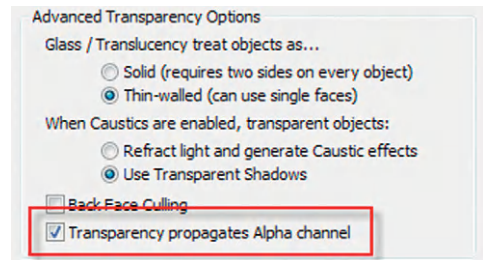 Advanced Transparency Options
Glass / Translucency treat objects as...
Solid (requires two sides on every object)
Thin-walled (can use single faces)
When Caustics are enabled, transparent objects:
Refract light and generate Caustic effects
Use Transparent Shadows
Back Face Culling
Transparency propagates Alpha channel